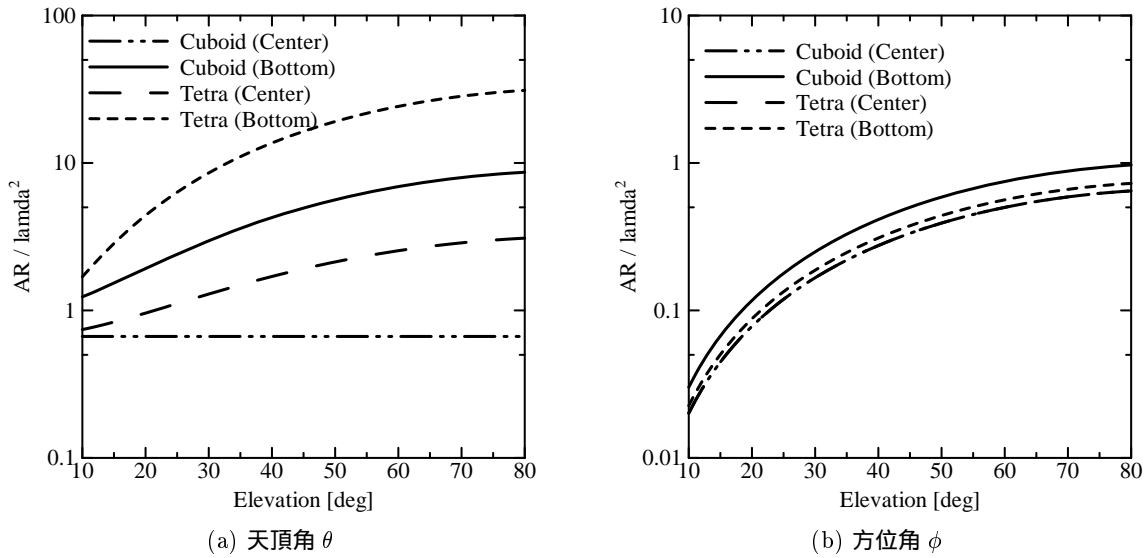 100
10
1
0.1
AR / lamda²
Cuboid (Center)
Cuboid (Bottom)
Tetra (Center)
Tetra (Bottom)
10 20 30 40 50 60 70 80
Elevation [deg]
(a) 天頂角 θ
10
1
0.1
0.01
AR / lamda²
Cuboid (Center)
Cuboid (Bottom)
Tetra (Center)
Tetra (Bottom)
10 20 30 40 50 60 70 80
Elevation [deg]
(b) 方位角 φ